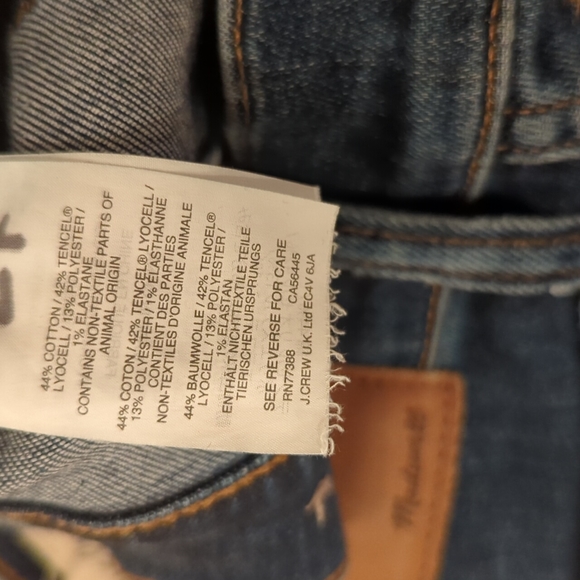 44% COTTON / 42% TENCEL®
LYOCELL / 13% POLYESTER /
1% ELASTANE
CONTAINS NON-TEXTILE PARTS OF
ANIMAL ORIGIN
44% COTON / 42% TENCEL® LYOCELL /
13% POLYESTER / 1% ÉLASTHANNE
CONTIENT DES PARTIES
NON-TEXTILES D'ORIGINE ANIMALE
44% BAUMWOLLE / 42% TENCEL®
LYOCELL / 13% POLYESTER /
1% ELASTAN
ENTHÄLT NICHTTEXTILE TEILE
TIERISCHEN URSPRUNGS
SEE REVERSE FOR CARE
RN77388 CA56445
J.CREW U.K. Ltd EC4V 6JA
Madewell